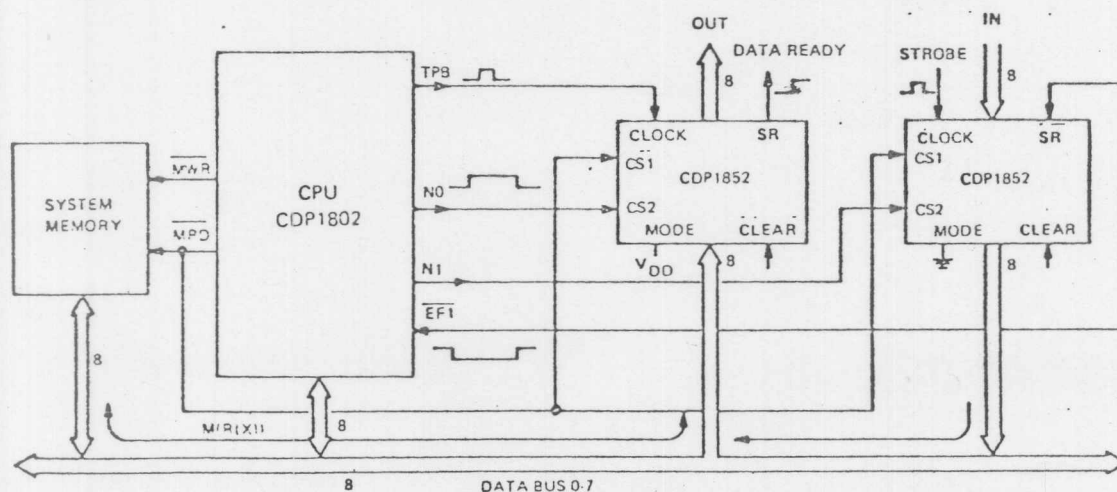 OUT
DATA READY
IN
STROBE
TPB
8
8
CLOCK
SR
CLOCK
SR
CS1
CS1
CDP1852
CDP1852
MWR
CPU
CDP1802
SYSTEM
MEMORY
N0
CS2
CS2
MODE
CLEAR
MODE
CLEAR
N1
VDD
8
8
EF1
8
8
DATA BUS 0-7
8